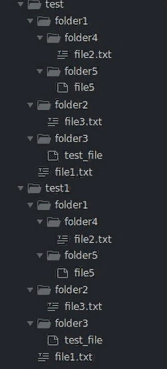 test
folder1
folder4
file2.txt
folder5
file5
folder2
file3.txt
folder3
test_file
file1.txt
test1
folder1
folder4
file2.txt
folder5
file5
folder2
file3.txt
folder3
test_file
file1.txt